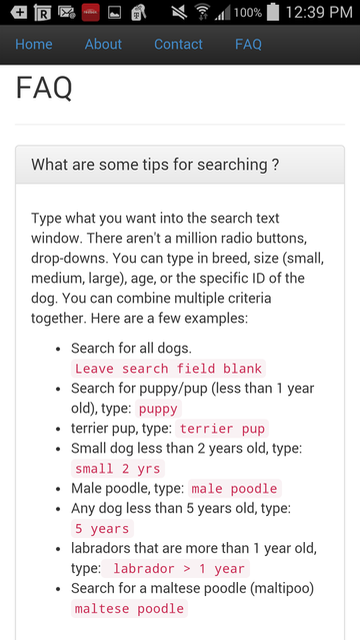 100% 12:39 PM
Home About Contact FAQ
FAQ
What are some tips for searching ?
Type what you want into the search text
window. There aren't a million radio buttons,
drop-downs. You can type in breed, size (small,
medium, large), age, or the specific ID of the
dog. You can combine multiple criteria
together. Here are a few examples:
• Search for all dogs.
Leave search field blank
• Search for puppy/pup (less than 1 year
old), type: puppy
• terrier pup, type: terrier pup
• Small dog less than 2 years old, type:
small 2 yrs
• Male poodle, type: male poodle
• Any dog less than 5 years old, type:
5 years
• labradors that are more than 1 year old,
type: labrador > 1 year
• Search for a maltese poodle (maltipoo)
maltese poodle